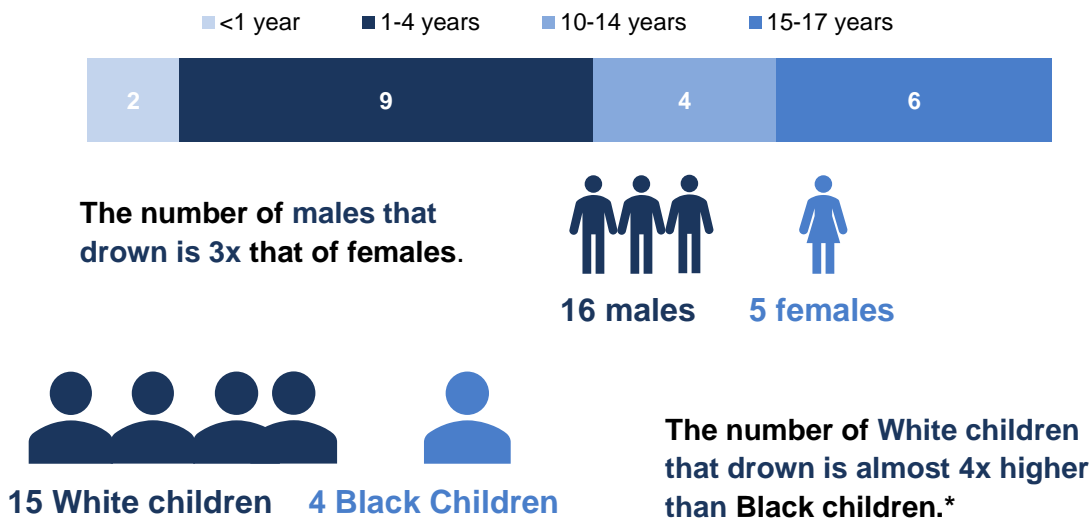 <1 year 1-4 years 10-14 years 15-17 years
2 9 4 6
The number of males that
drown is 3x that of females.
16 males 5 females
15 White children 4 Black Children
The number of White children
that drown is almost 4x higher
than Black children.*